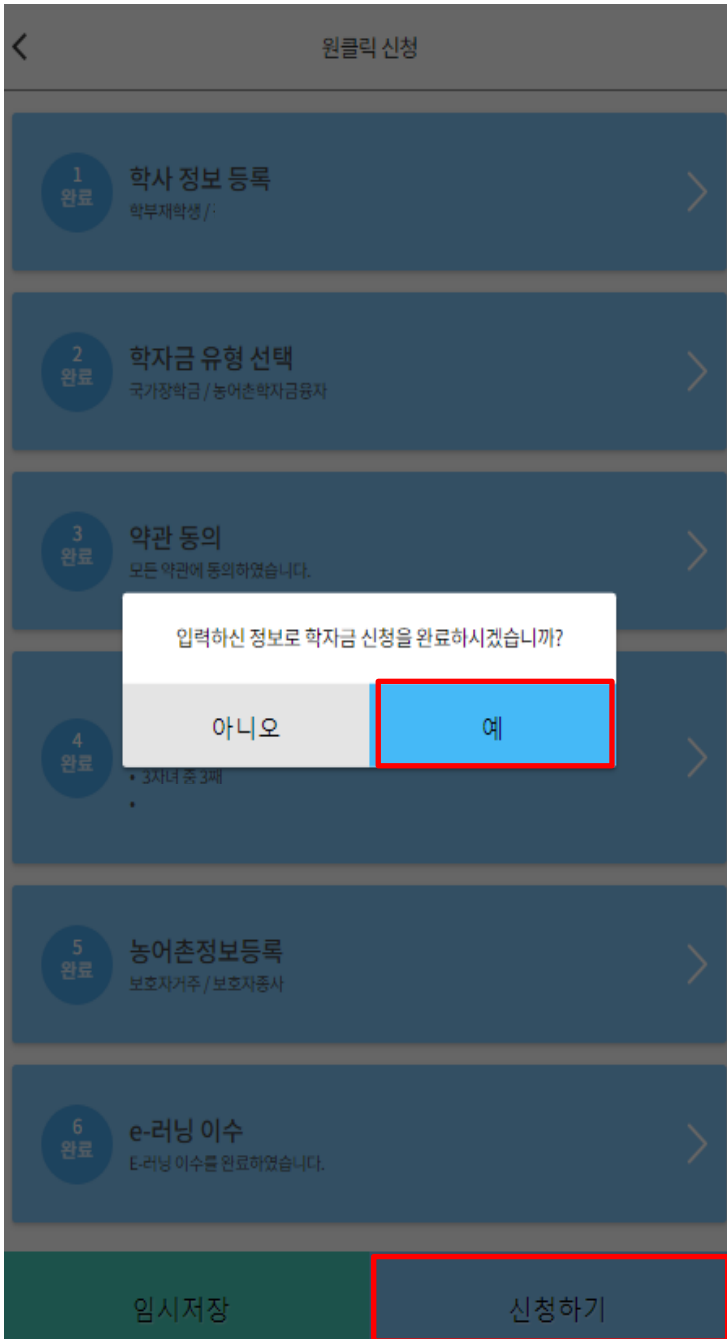 원클릭 신청
1
완료
학사 정보 등록
학부재학생 /
2
완료
학자금 유형 선택
국가장학금 / 농어촌학자금융자
3
완료
약관 동의
모든 약관에 동의하였습니다.
입력하신 정보로 학자금 신청을 완료하시겠습니까?
아니오
예
4
완료
• 3자녀 중 3째
•
5
완료
농어촌정보등록
보호자거주 / 보호자종사
6
완료
e-러닝 이수
E-러닝 이수를 완료하였습니다.
임시저장
신청하기